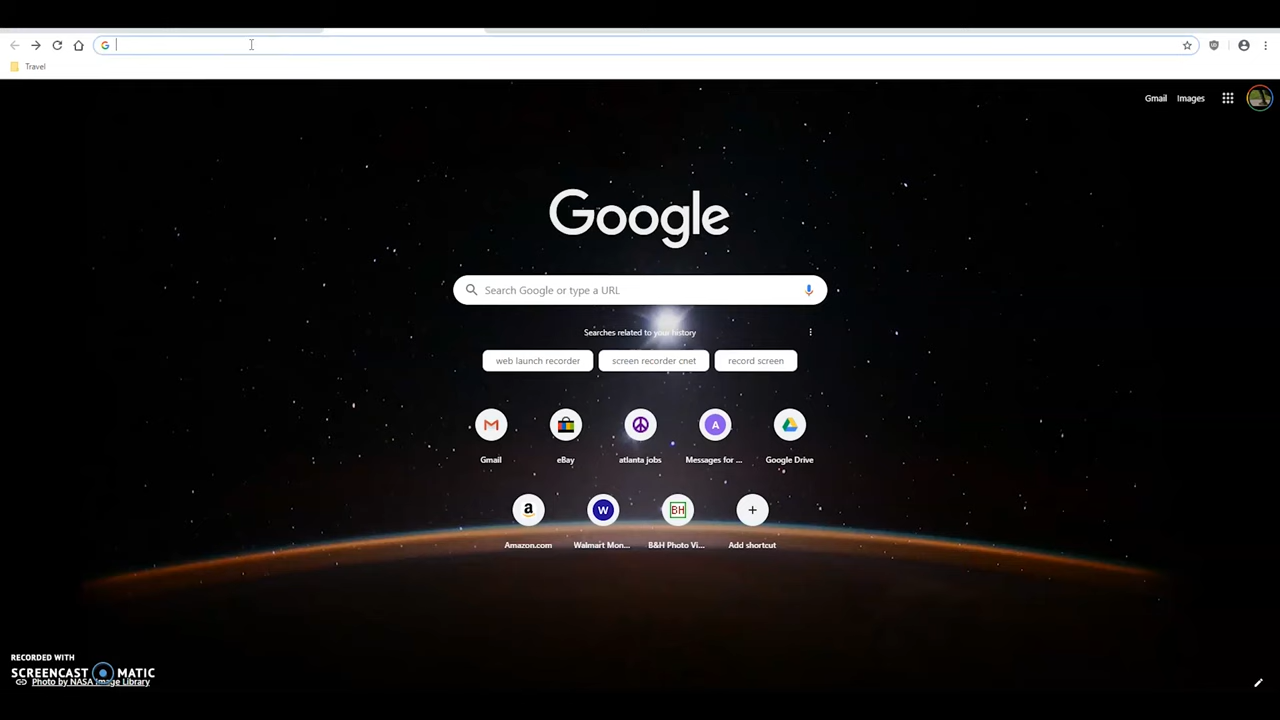 Travel
Gmail Images
Google
Search Google or type a URL
Searches related to your history
web launch recorder screen recorder cnet record screen
A
Gmail eBay atlanta jobs Messages for ... Google Drive
a W BH
Amazon.com Walmart Mon... B&H Photo Vi... Add shortcut
RECORDED WITH
SCREENCAST MATIC
Photo by NASA Image Library